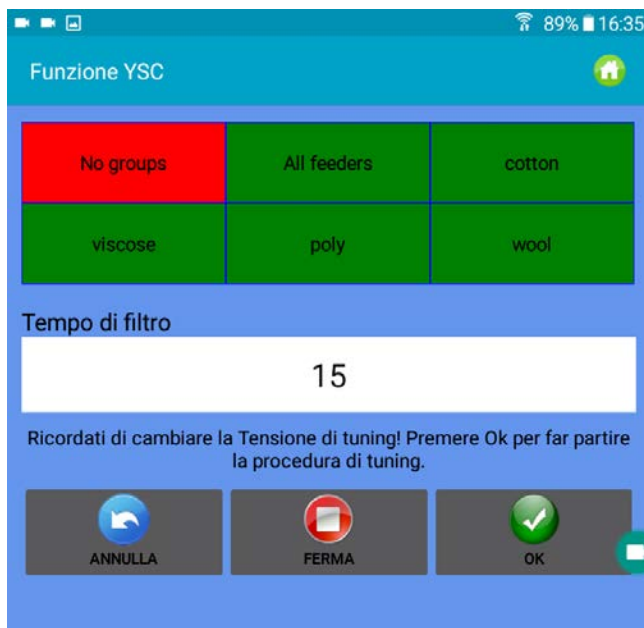 89% 16:35
Funzione YSC
No groups All feeders cotton
viscose poly wool
Tempo di filtro
15
Ricordati di cambiare la Tensione di tuning! Premere Ok per far partire
la procedura di tuning.
ANNULLA FERMA OK